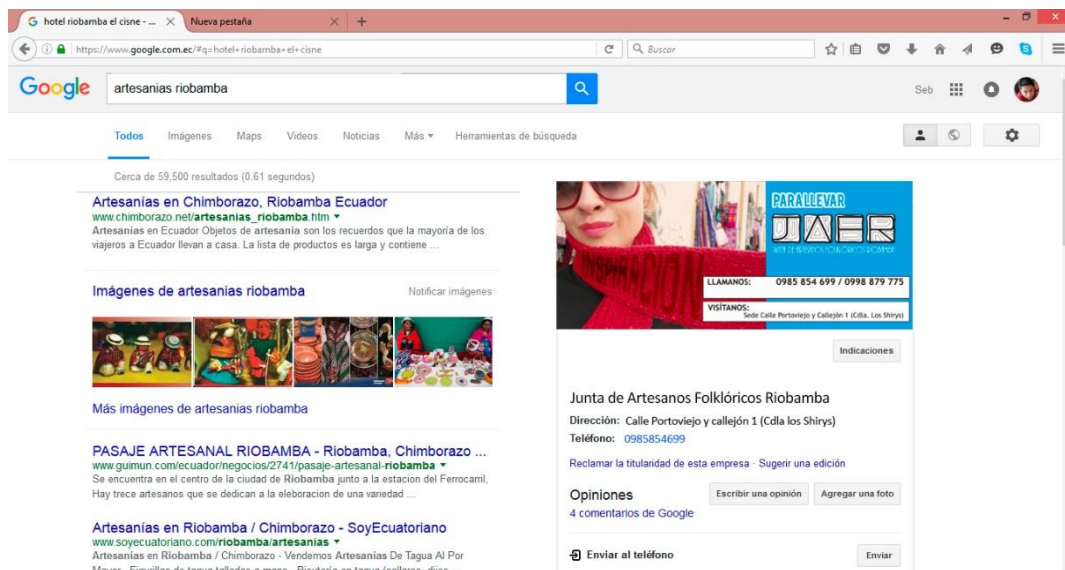 hotel riobamba el cisne - ...
Nueva pestaña
https://www.google.com.ec/#q=hotel+riobamba+el+cisne
Buscar
Google
artesanias riobamba
Seb
Todos Imágenes Maps Videos Noticias Más Herramientas de búsqueda
Cerca de 59,500 resultados (0.61 segundos)
Artesanías en Chimborazo, Riobamba Ecuador
www.chimborazo.net/artesanias_riobamba.htm
Artesanías en Ecuador Objetos de artesanía son los recuerdos que la mayoría de los
viajeros a Ecuador llevan a casa. La lista de productos es larga y contiene ...
Imágenes de artesanias riobamba
Notificar imágenes
Más imágenes de artesanias riobamba
PASAJE ARTESANAL RIOBAMBA - Riobamba, Chimborazo ...
www.guimun.com/ecuador/negocios/2741/pasaje-artesanal-riobamba
Se encuentra en el centro de la ciudad de Riobamba junto a la estacion del Ferrocarril,
Hay trece artesanos que se dedican a la eleboracion de una variedad ...
Artesanías en Riobamba / Chimborazo - SoyEcuatoriano
www.soyecuatoriano.com/riobamba/artesanias
Artesanías en Riobamba / Chimborazo - Vendemos Artesanías De Tagua Al Por
INSPIRACION
PARALLEVAR
JAFR
JUNTA DE ARTESANOS FOLKLÓRICOS RIOBAMBA
LLAMANOS: 0985 854 699 / 0998 879 775
VISÍTANOS:
Sede Calle Portoviejo y Callejón 1 (Cdla. Los Shirys)
Indicaciones
Junta de Artesanos Folklóricos Riobamba
Dirección: Calle Portoviejo y callejón 1 (Cdla los Shirys)
Teléfono: 0985854699
Reclamar la titularidad de esta empresa · Sugerir una edición
Opiniones
Escribir una opinión
Agregar una foto
4 comentarios de Google
Enviar al teléfono
Enviar